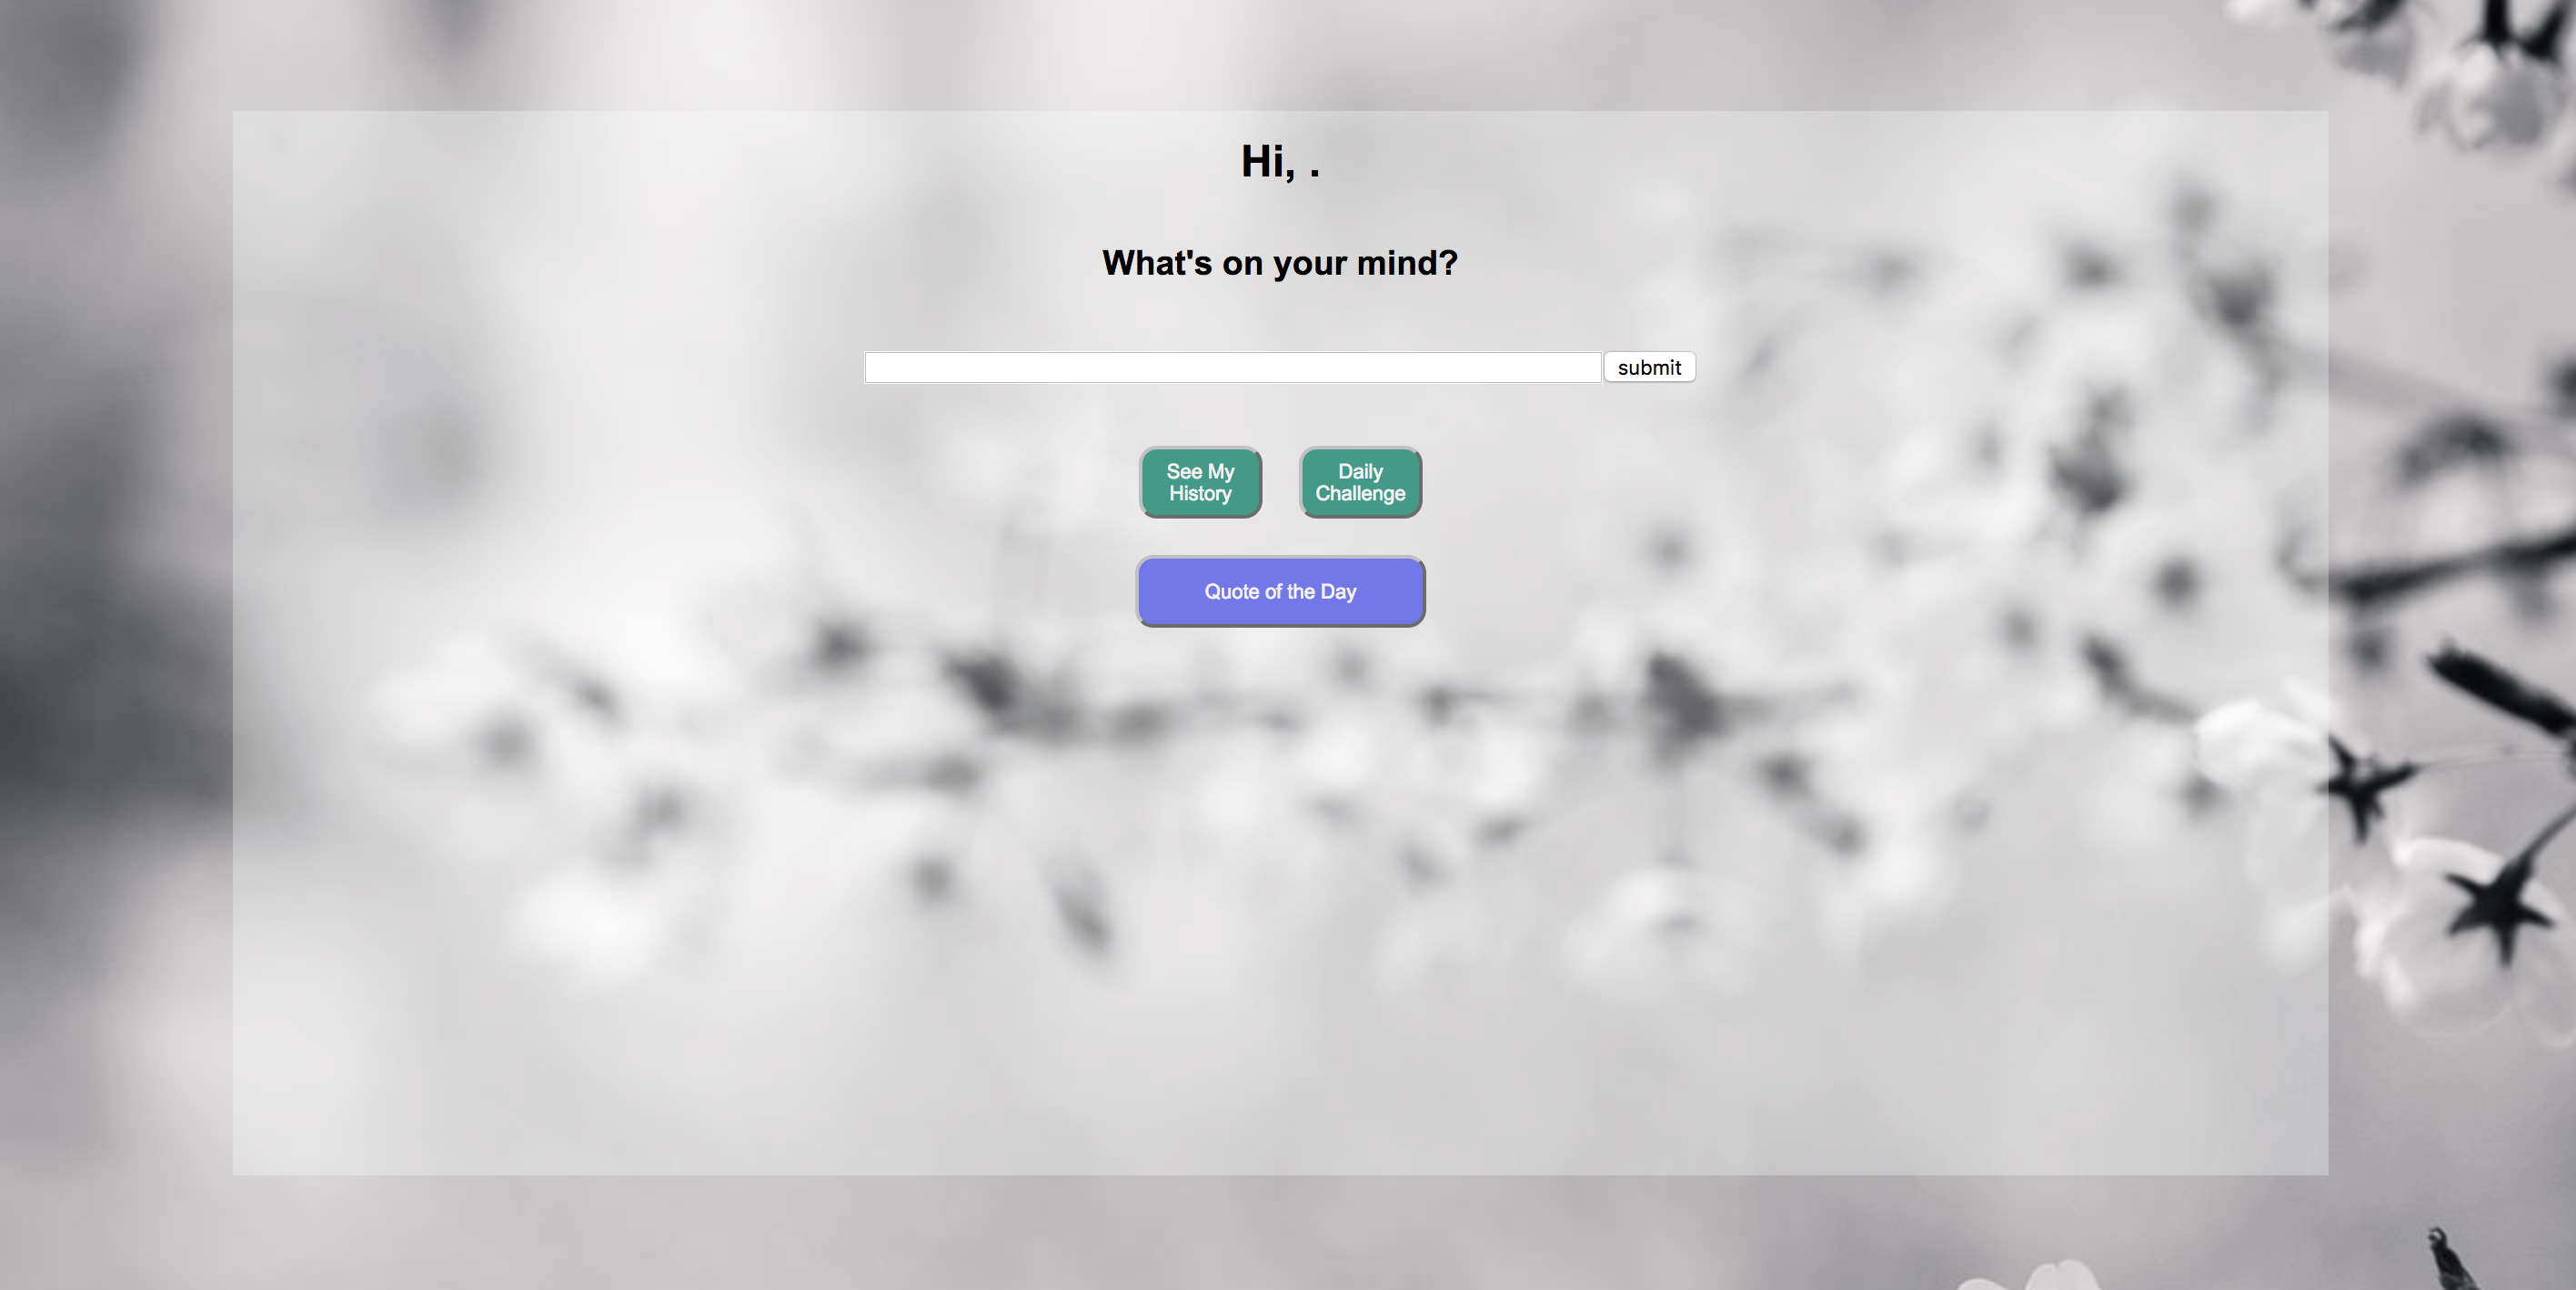 Hi, .
What's on your mind?
submit
See My
History
Daily
Challenge
Quote of the Day